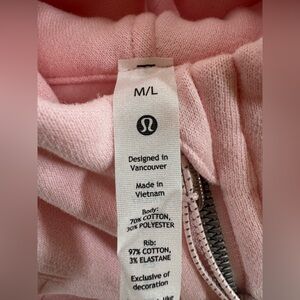 M/L
Designed in
Vancouver
Made in
Vietnam
Body:
70% COTTON,
30% POLYESTER
Rib:
97% COTTON,
3% ELASTANE
Exclusive of
decoration
like